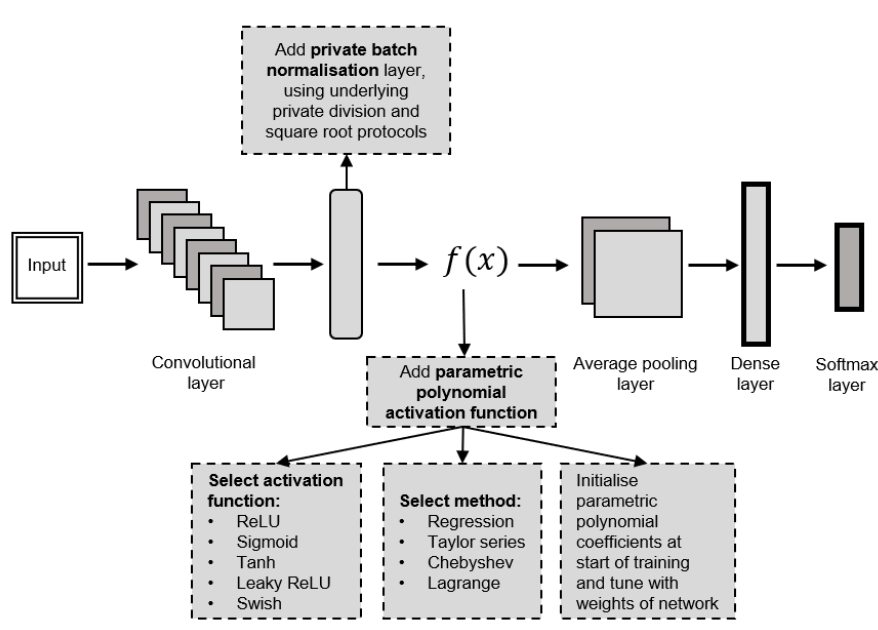 Add private batch
normalisation layer,
using underlying
private division and
square root protocols
Input
f(x)
Convolutional
layer
Average pooling
layer
Dense
layer
Softmax
layer
Add parametric
polynomial
activation function
Select activation
function:
• ReLU
• Sigmoid
• Tanh
• Leaky ReLU
• Swish
Select method:
• Regression
• Taylor series
• Chebyshev
• Lagrange
Initialise
parametric
polynomial
coefficients at
start of training
and tune with
weights of network